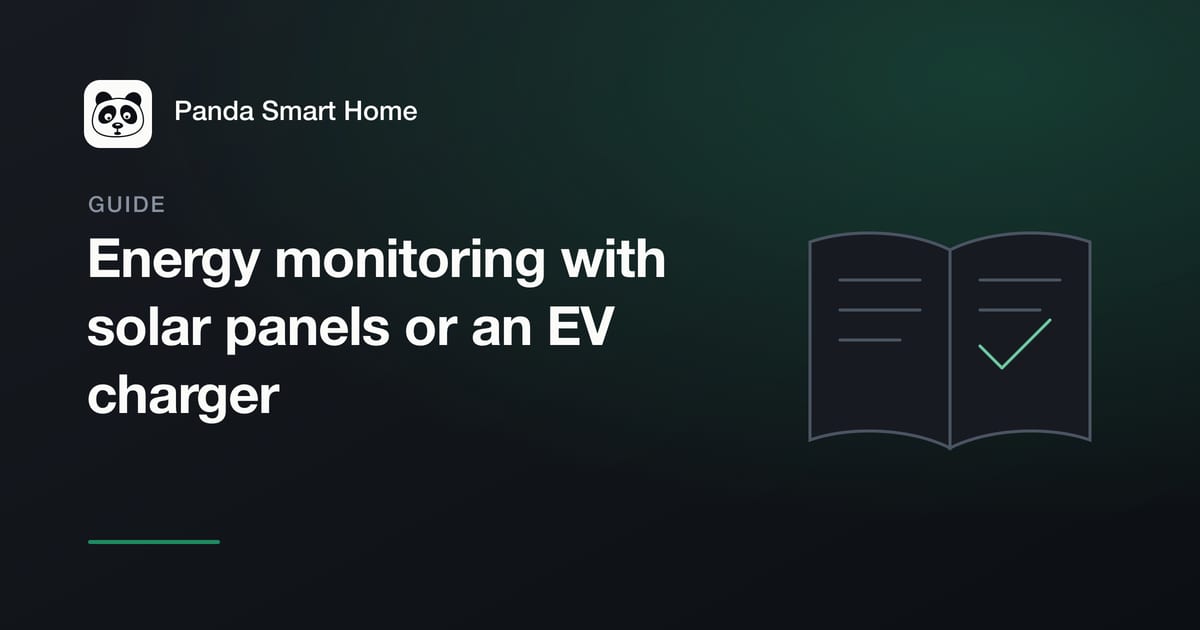 Panda Smart Home
GUIDE
Energy monitoring with
solar panels or an EV
charger